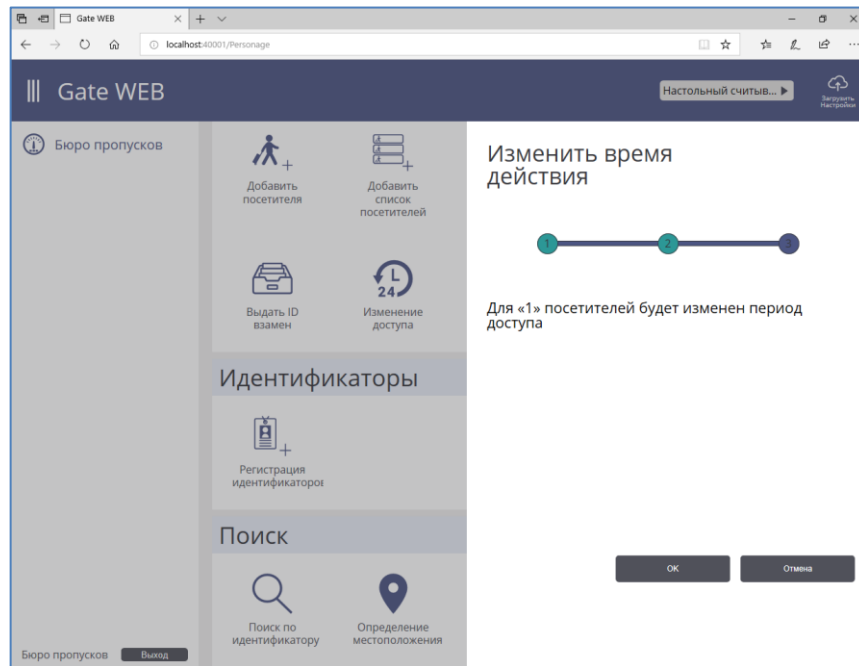 Gate WEB
localhost:40001/Personage
Gate WEB
Настольный считыв...
Загрузить
Настройки
Бюро пропусков
Добавить
посетителя
Добавить
список
посетителей
Выдать ID
взамен
24
Изменение
доступа
Идентификаторы
Регистрация
идентификаторов
Поиск
Поиск по
идентификатору
Определение
местоположения
Бюро пропусков
Выход
Изменить время
действия
1
2
3
Для «1» посетителей будет изменен период
доступа
OK
Отмена